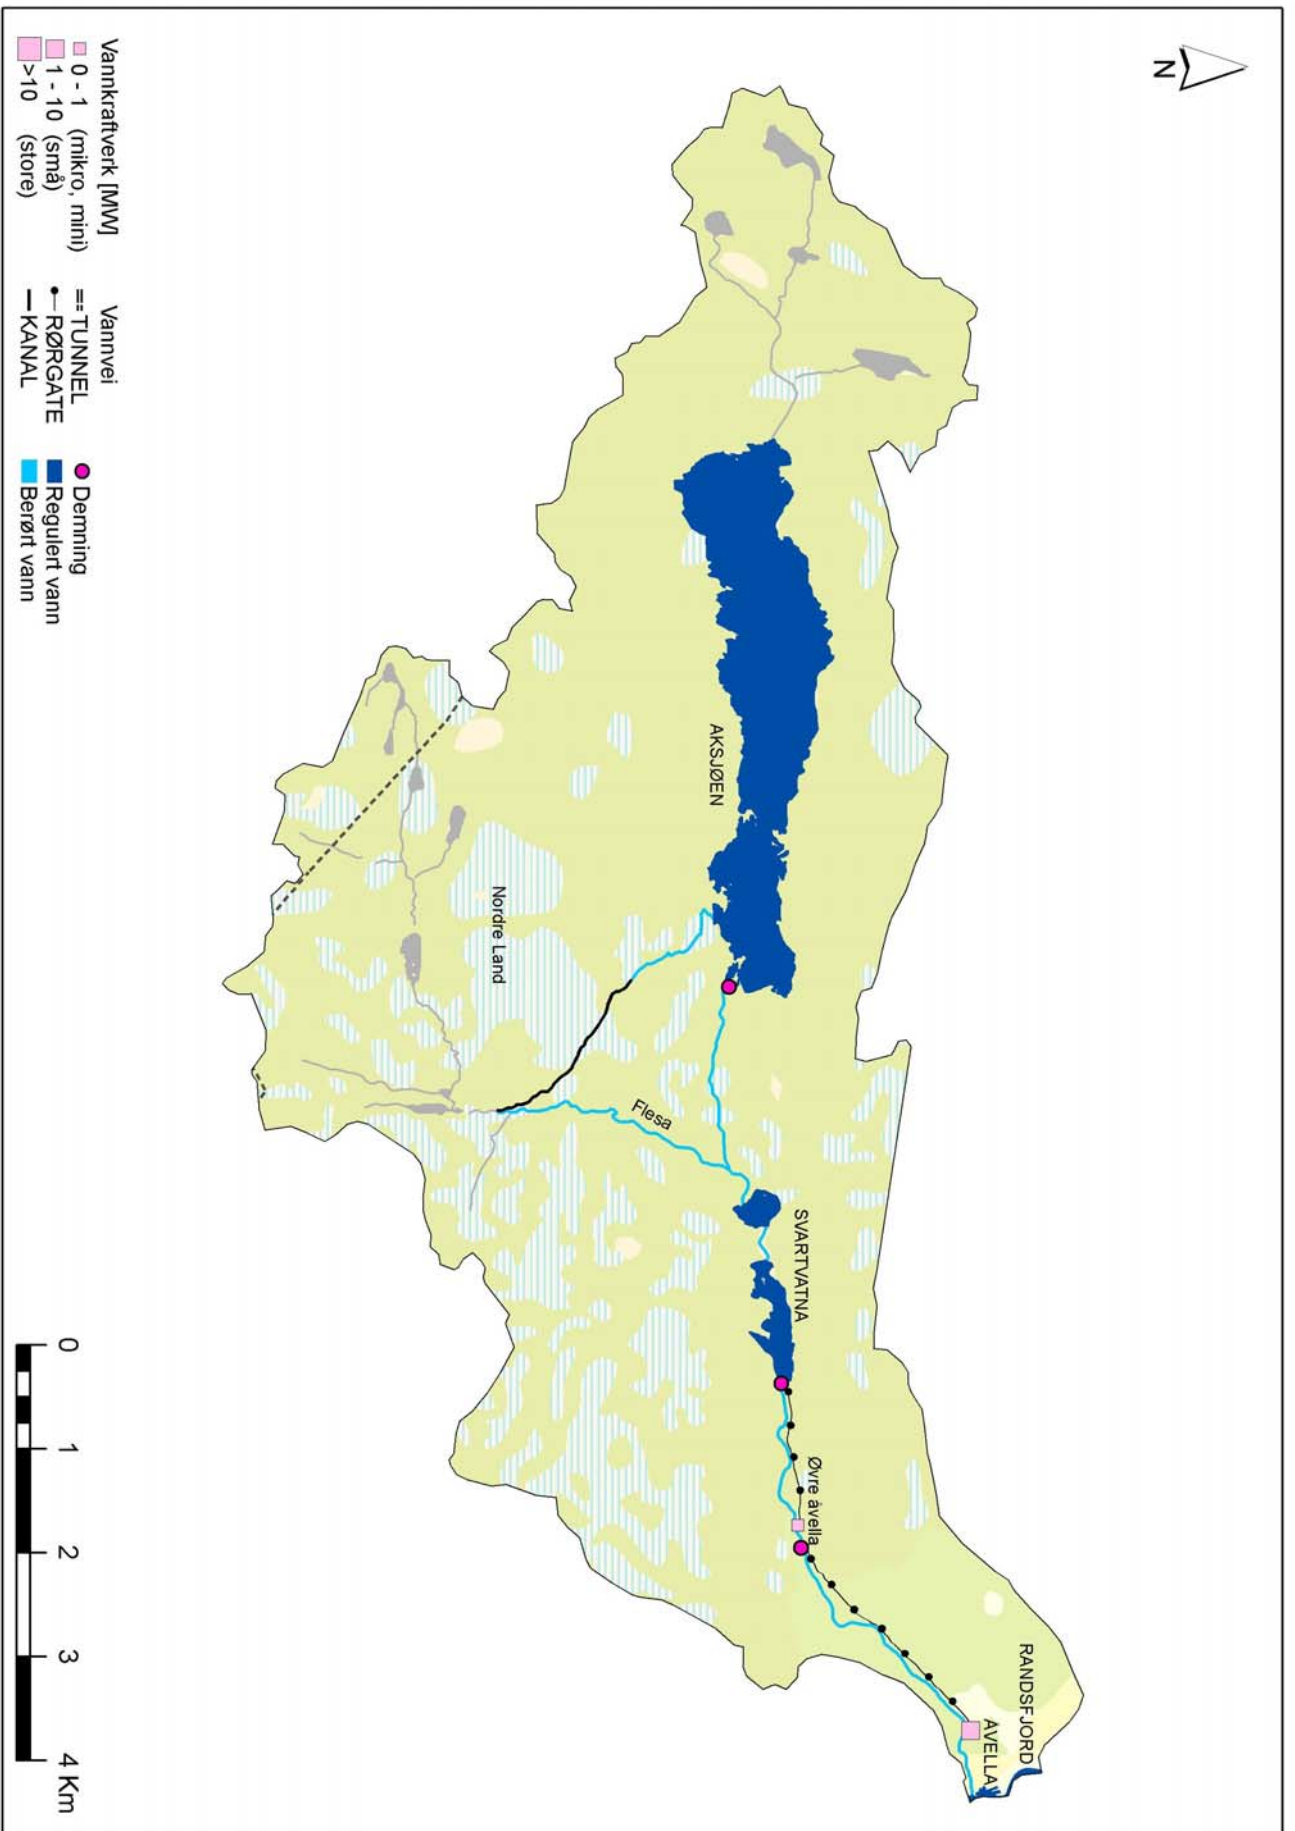 N
AKSJØEN
Nordre Land
Flesa
SVARTVATNA
Øvre åvella
RANDSFJORD
ÅVELLA
Vannkraftverk [MW]
0 - 1 (mikro, mini)
1 - 10 (små)
>10 (store)
Vannvei
TUNNEL
RØRGATE
KANAL
Demning
Regulert vann
Berørt vann
0 1 2 3 4 Km